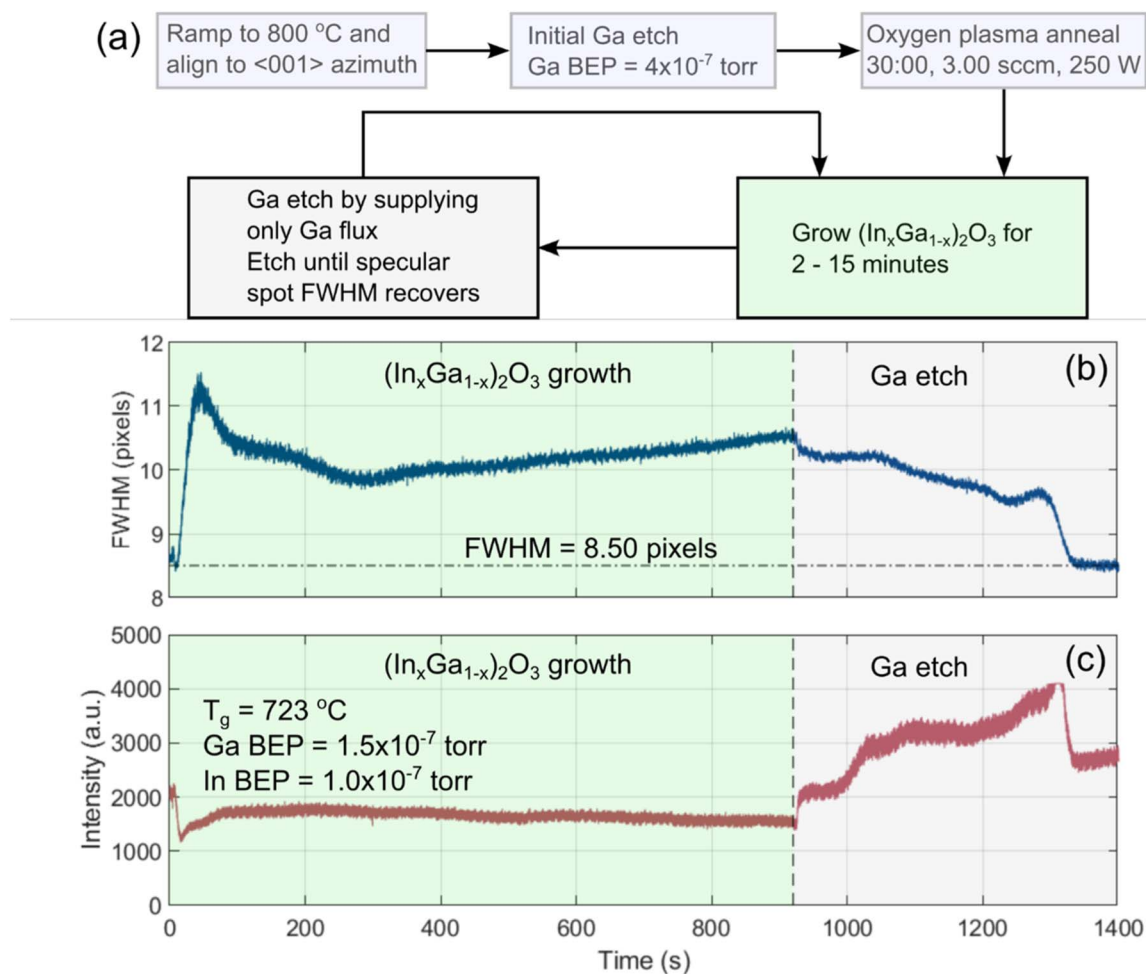 (a)
Ramp to 800 °C and
align to <001> azimuth
Initial Ga etch
Ga BEP = 4x10⁻⁷ torr
Oxygen plasma anneal
30:00, 3.00 sccm, 250 W
Ga etch by supplying
only Ga flux
Etch until specular
spot FWHM recovers
Grow (InₓGa₁₋ₓ)₂O₃ for
2 - 15 minutes
12
11
10
9
8
FWHM (pixels)
(InₓGa₁₋ₓ)₂O₃ growth
Ga etch
(b)
FWHM = 8.50 pixels
5000
4000
3000
2000
1000
0
Intensity (a.u.)
(InₓGa₁₋ₓ)₂O₃ growth
Ga etch
(c)
T_g = 723 °C
Ga BEP = 1.5x10⁻⁷ torr
In BEP = 1.0x10⁻⁷ torr
0 200 400 600 800 1000 1200 1400
Time (s)